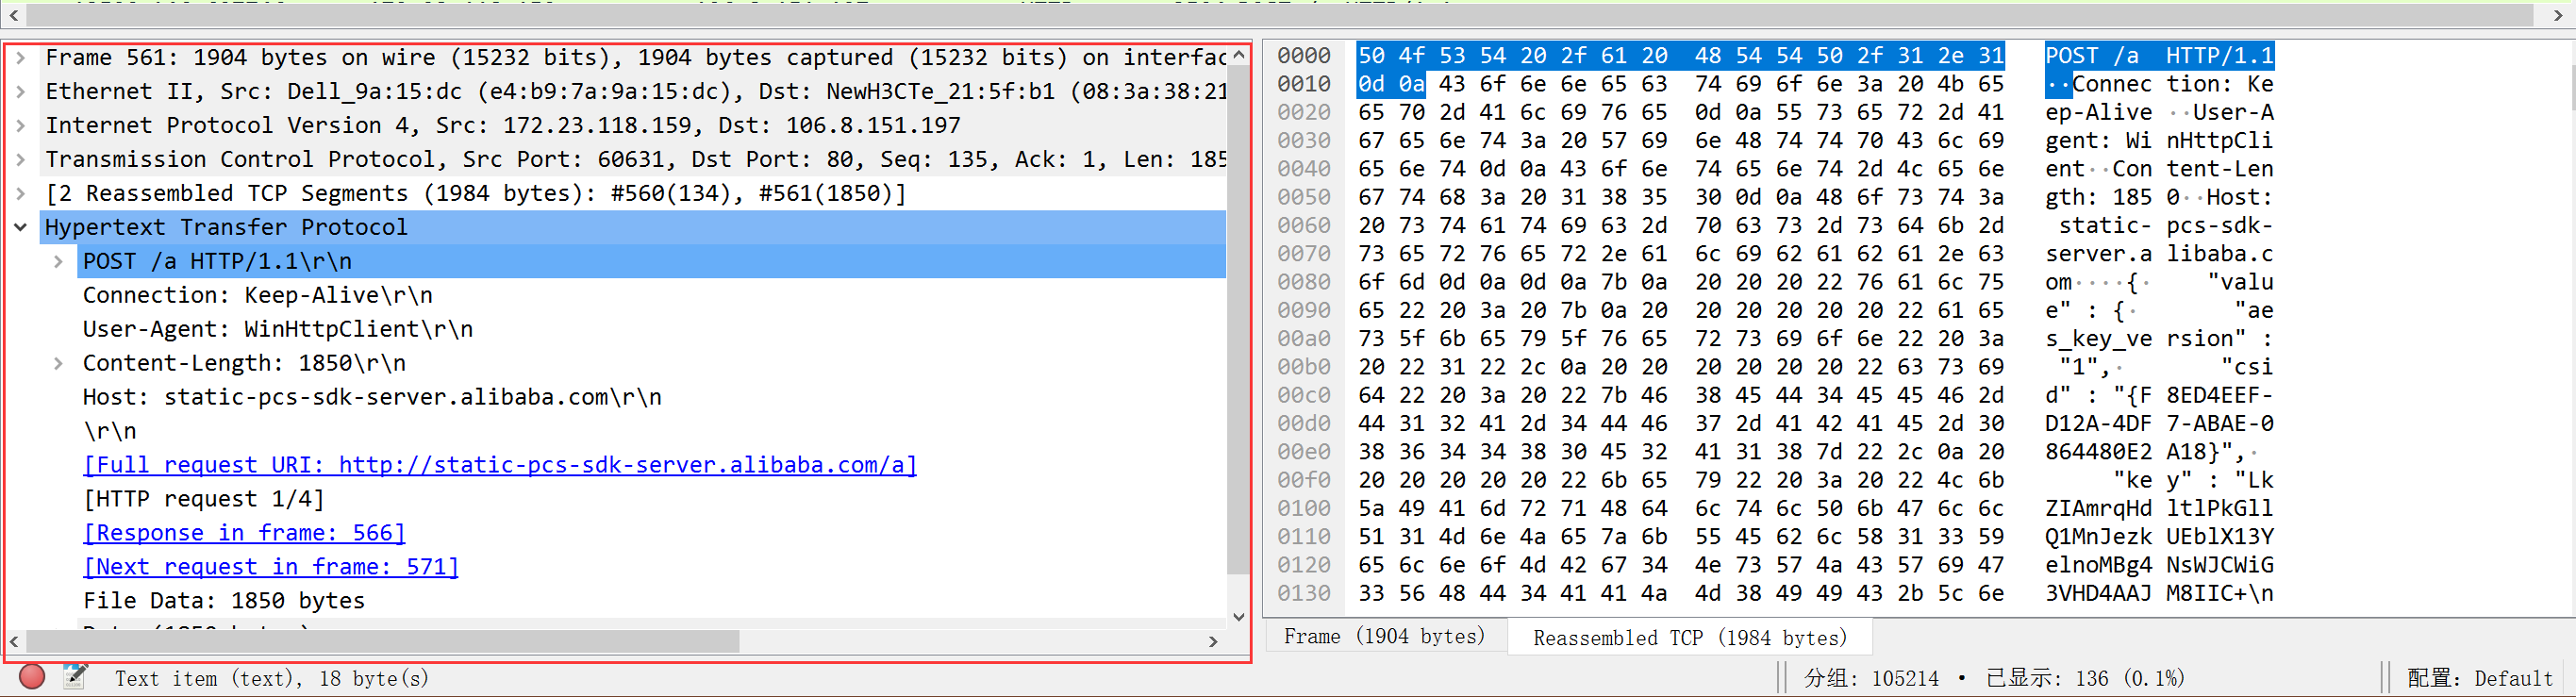 Frame 561: 1904 bytes on wire (15232 bits), 1904 bytes captured (15232 bits) on interfac
Ethernet II, Src: Dell_9a:15:dc (e4:b9:7a:9a:15:dc), Dst: NewH3CTe_21:5f:b1 (08:3a:38:21
Internet Protocol Version 4, Src: 172.23.118.159, Dst: 106.8.151.197
Transmission Control Protocol, Src Port: 60631, Dst Port: 80, Seq: 135, Ack: 1, Len: 185
[2 Reassembled TCP Segments (1984 bytes): #560(134), #561(1850)]
Hypertext Transfer Protocol
POST /a HTTP/1.1\r\n
Connection: Keep-Alive\r\n
User-Agent: WinHttpClient\r\n
Content-Length: 1850\r\n
Host: static-pcs-sdk-server.alibaba.com\r\n
\r\n
[Full request URI: http://static-pcs-sdk-server.alibaba.com/a]
[HTTP request 1/4]
[Response in frame: 566]
[Next request in frame: 571]
File Data: 1850 bytes
0000 50 4f 53 54 20 2f 61 20 48 54 54 50 2f 31 2e 31 POST /a HTTP/1.1
0010 0d 0a 43 6f 6e 6e 65 63 74 69 6f 6e 3a 20 4b 65 ··Connec tion: Ke
0020 65 70 2d 41 6c 69 76 65 0d 0a 55 73 65 72 2d 41 ep-Alive ··User-A
0030 67 65 6e 74 3a 20 57 69 6e 48 74 74 70 43 6c 69 gent: Wi nHttpCli
0040 65 6e 74 0d 0a 43 6f 6e 74 65 6e 74 2d 4c 65 6e ent··Con tent-Len
0050 67 74 68 3a 20 31 38 35 30 0d 0a 48 6f 73 74 3a gth: 185 0··Host:
0060 20 73 74 61 74 69 63 2d 70 63 73 2d 73 64 6b 2d static- pcs-sdk-
0070 73 65 72 76 65 72 2e 61 6c 69 62 61 62 61 2e 63 server.a libaba.c
0080 6f 6d 0d 0a 0d 0a 7b 0a 20 20 20 22 76 61 6c 75 om····{· "valu
0090 65 22 20 3a 20 7b 0a 20 20 20 20 20 20 22 61 65 e" : {· "ae
00a0 73 5f 6b 65 79 5f 76 65 72 73 69 6f 6e 22 20 3a s_key_ve rsion" :
00b0 20 22 31 22 2c 0a 20 20 20 20 20 20 22 63 73 69 "1",· "csi
00c0 64 22 20 3a 20 22 7b 46 38 45 44 34 45 45 46 2d d" : "{F 8ED4EEF-
00d0 44 31 32 41 2d 34 44 46 37 2d 41 42 41 45 2d 30 D12A-4DF 7-ABAE-0
00e0 38 36 34 34 38 30 45 32 41 31 38 7d 22 2c 0a 20 864480E2 A18}",·
00f0 20 20 20 20 20 22 6b 65 79 22 20 3a 20 22 4c 6b "ke y" : "Lk
0100 5a 49 41 6d 72 71 48 64 6c 74 6c 50 6b 47 6c 6c ZIAmrqHd ltlPkGll
0110 51 31 4d 6e 4a 65 7a 6b 55 45 62 6c 58 31 33 59 Q1MnJezk UEblX13Y
0120 65 6c 6e 6f 4d 42 67 34 4e 73 57 4a 43 57 69 47 elnoMBg4 NsWJCWiG
0130 33 56 48 44 34 41 41 4a 4d 38 49 49 43 2b 5c 6e 3VHD4AAJ M8IIC+\n
Frame (1904 bytes) Reassembled TCP (1984 bytes)
Text item (text), 18 byte(s) 分组: 105214 · 已显示: 136 (0.1%) 配置: Default